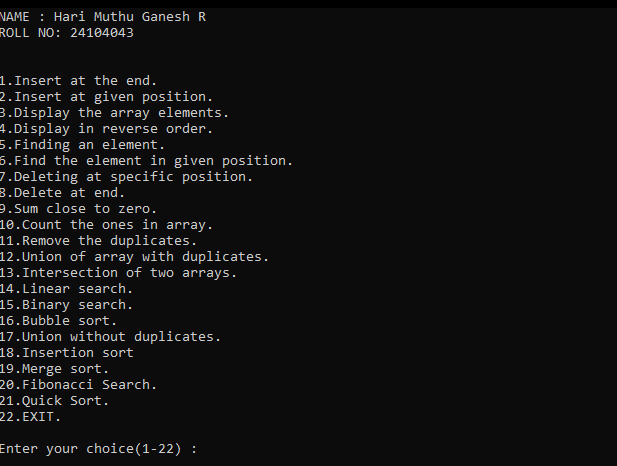 NAME : Hari Muthu Ganesh R
ROLL NO: 24104043
1.Insert at the end.
2.Insert at given position.
3.Display the array elements.
4.Display in reverse order.
5.Finding an element.
6.Find the element in given position.
7.Deleting at specific position.
8.Delete at end.
9.Sum close to zero.
10.Count the ones in array.
11.Remove the duplicates.
12.Union of array with duplicates.
13.Intersection of two arrays.
14.Linear search.
15.Binary search.
16.Bubble sort.
17.Union without duplicates.
18.Insertion sort
19.Merge sort.
20.Fibonacci Search.
21.Quick Sort.
22.EXIT.
Enter your choice(1-22) :